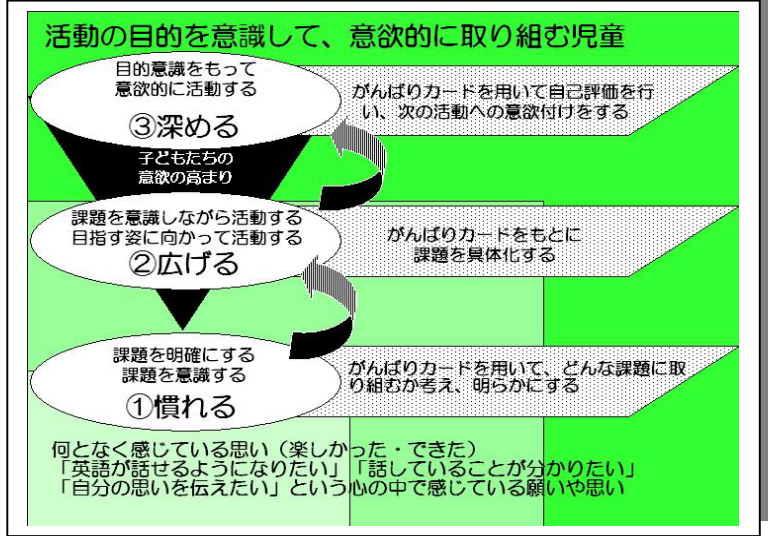 活動の目的を意識して、意欲的に取り組む児童
目的意識をもって
意欲的に活動する
③深める
がんばりカードを用いて自己評価を行
い、次の活動への意欲付けをする
子どもたちの
意欲の高まり
課題を意識しながら活動する
目指す姿に向かって活動する
②広げる
がんばりカードをもとに
課題を具体化する
課題を明確にする
課題を意識する
①慣れる
がんばりカードを用いて、どんな課題に取
り組むか考え、明らかにする
何となく感じている思い（楽しかった・できた）
「英語が話せるようになりたい」「話していることが分かりたい」
「自分の思いを伝えたい」という心の中で感じている願いや思い